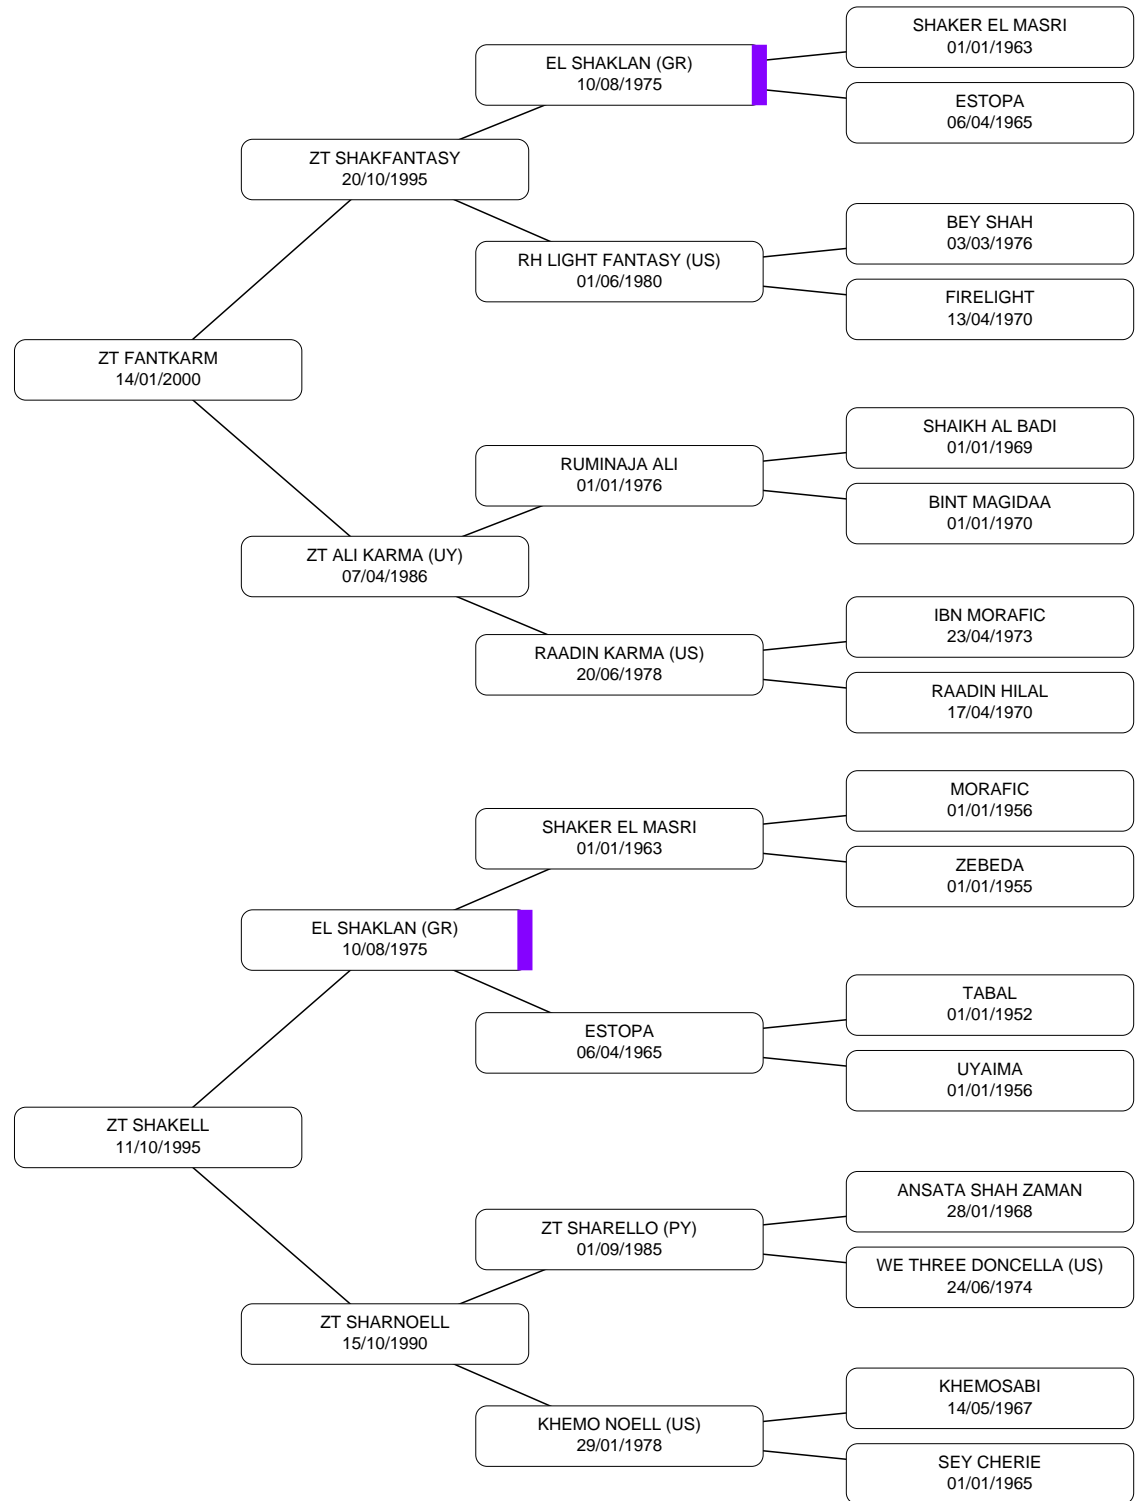 SHAKER EL MASRI
01/01/1963
EL SHAKLAN (GR)
10/08/1975
ESTOPA
06/04/1965
ZT SHAKFANTASY
20/10/1995
BEY SHAH
03/03/1976
RH LIGHT FANTASY (US)
01/06/1980
FIRELIGHT
13/04/1970
ZT FANTKARM
14/01/2000
SHAIKH AL BADI
01/01/1969
RUMINAJA ALI
01/01/1976
BINT MAGIDAA
01/01/1970
ZT ALI KARMA (UY)
07/04/1986
IBN MORAFIC
23/04/1973
RAADIN KARMA (US)
20/06/1978
RAADIN HILAL
17/04/1970
MORAFIC
01/01/1956
SHAKER EL MASRI
01/01/1963
ZEBEDA
01/01/1955
EL SHAKLAN (GR)
10/08/1975
TABAL
01/01/1952
ESTOPA
06/04/1965
UYAIMA
01/01/1956
ZT SHAKELL
11/10/1995
ANSATA SHAH ZAMAN
28/01/1968
ZT SHARELLO (PY)
01/09/1985
WE THREE DONCELLA (US)
24/06/1974
ZT SHARNOELL
15/10/1990
KHEMOSABI
14/05/1967
KHEMO NOELL (US)
29/01/1978
SEY CHERIE
01/01/1965